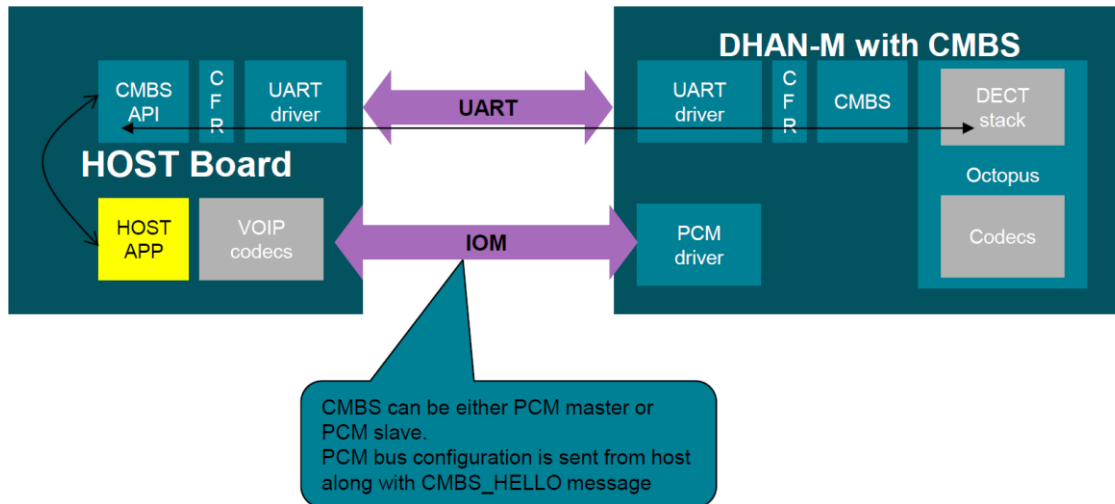 DHAN-M with CMBS
CMBS
API
C
F
R
UART
driver
UART
UART
driver
C
F
R
CMBS
DECT
stack
HOST Board
Octopus
HOST
APP
VOIP
codecs
IOM
PCM
driver
Codecs
CMBS can be either PCM master or
PCM slave.
PCM bus configuration is sent from host
along with CMBS_HELLO message